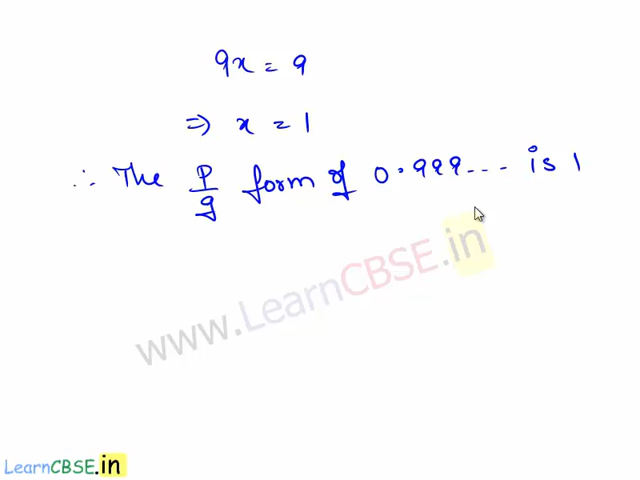 9x = 9
⇒ x = 1
∴ The p/q form of 0.999... is 1
www.LearnCBSE.in
LearnCBSE.in